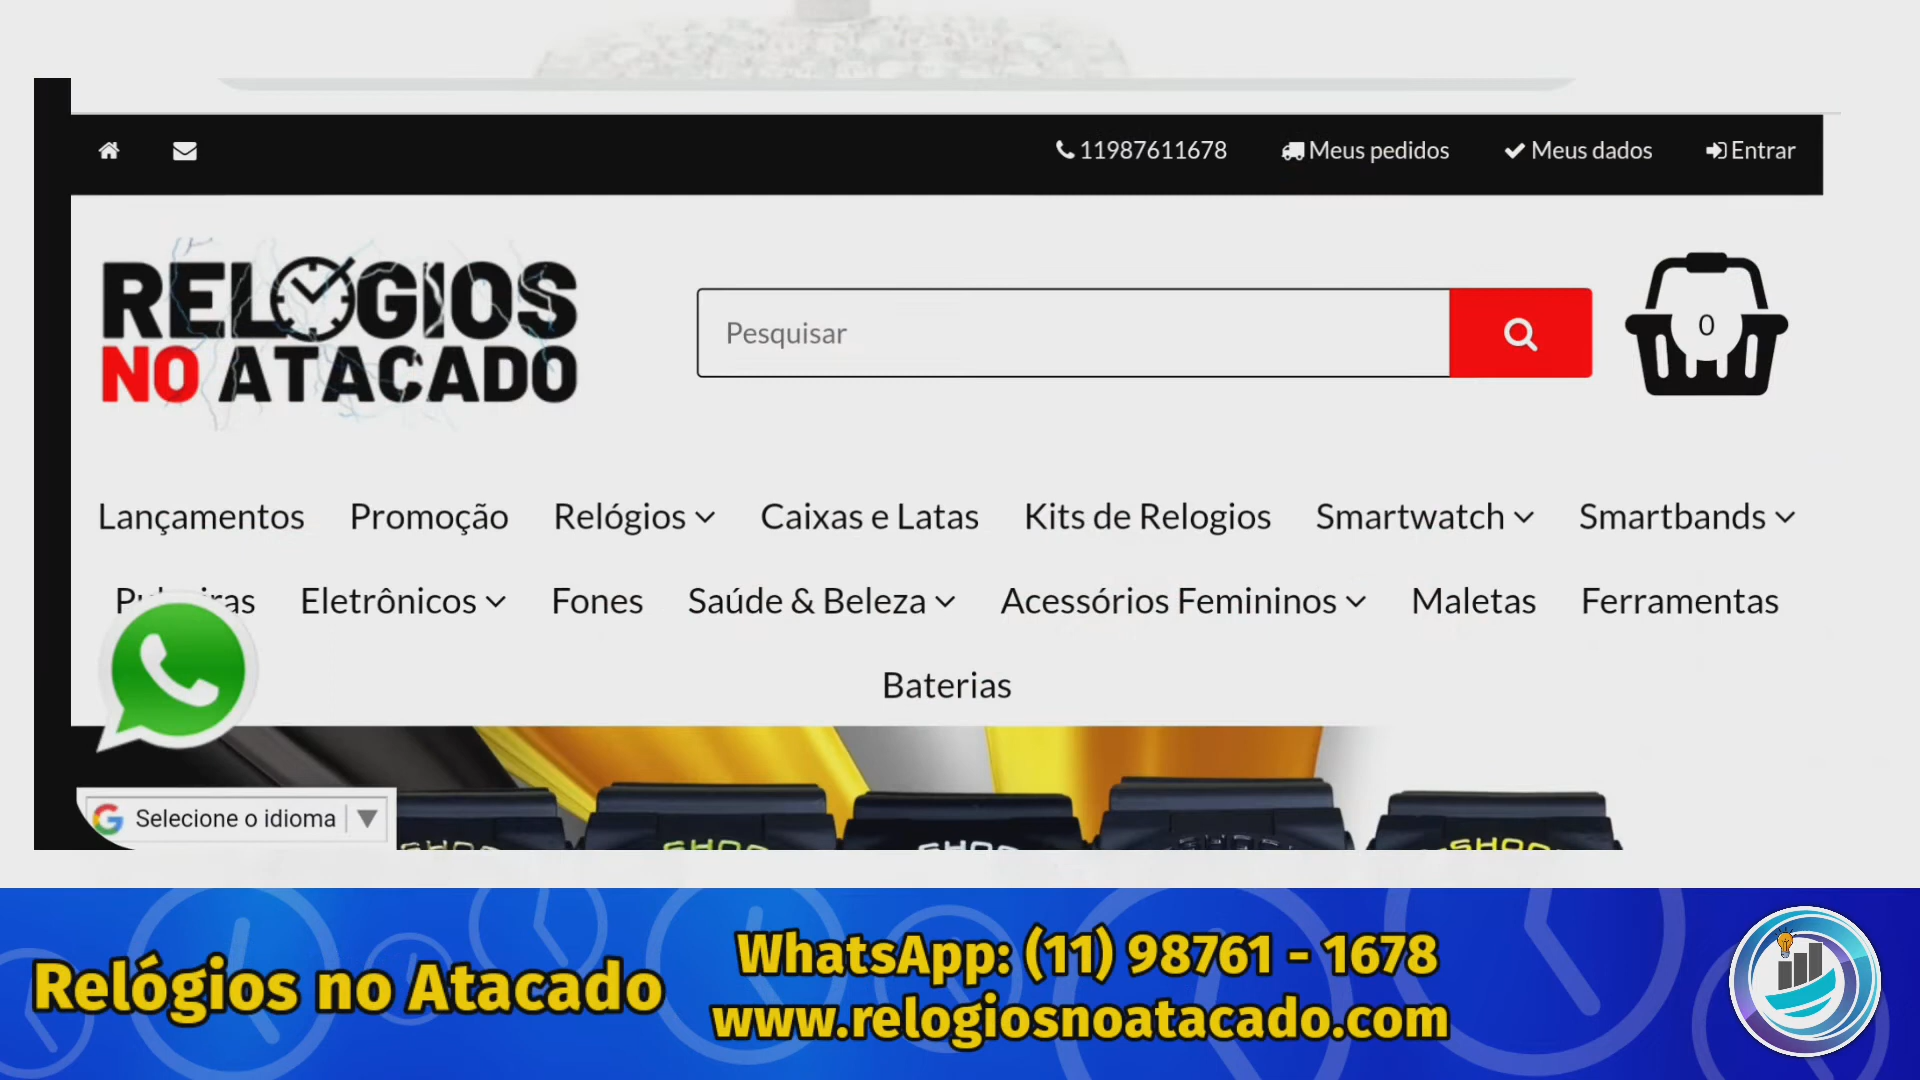 11987611678 Meus pedidos Meus dados Entrar
RELOGIOS
NO ATACADO
Pesquisar
0
Lançamentos Promoção Relógios Caixas e Latas Kits de Relogios Smartwatch Smartbands
Eletrônicos Fones Saúde & Beleza Acessórios Femininos Maletas Ferramentas
Baterias
G Selecione o idioma
Relógios no Atacado
WhatsApp: (11) 98761 - 1678
www.relogiosnoatacado.com